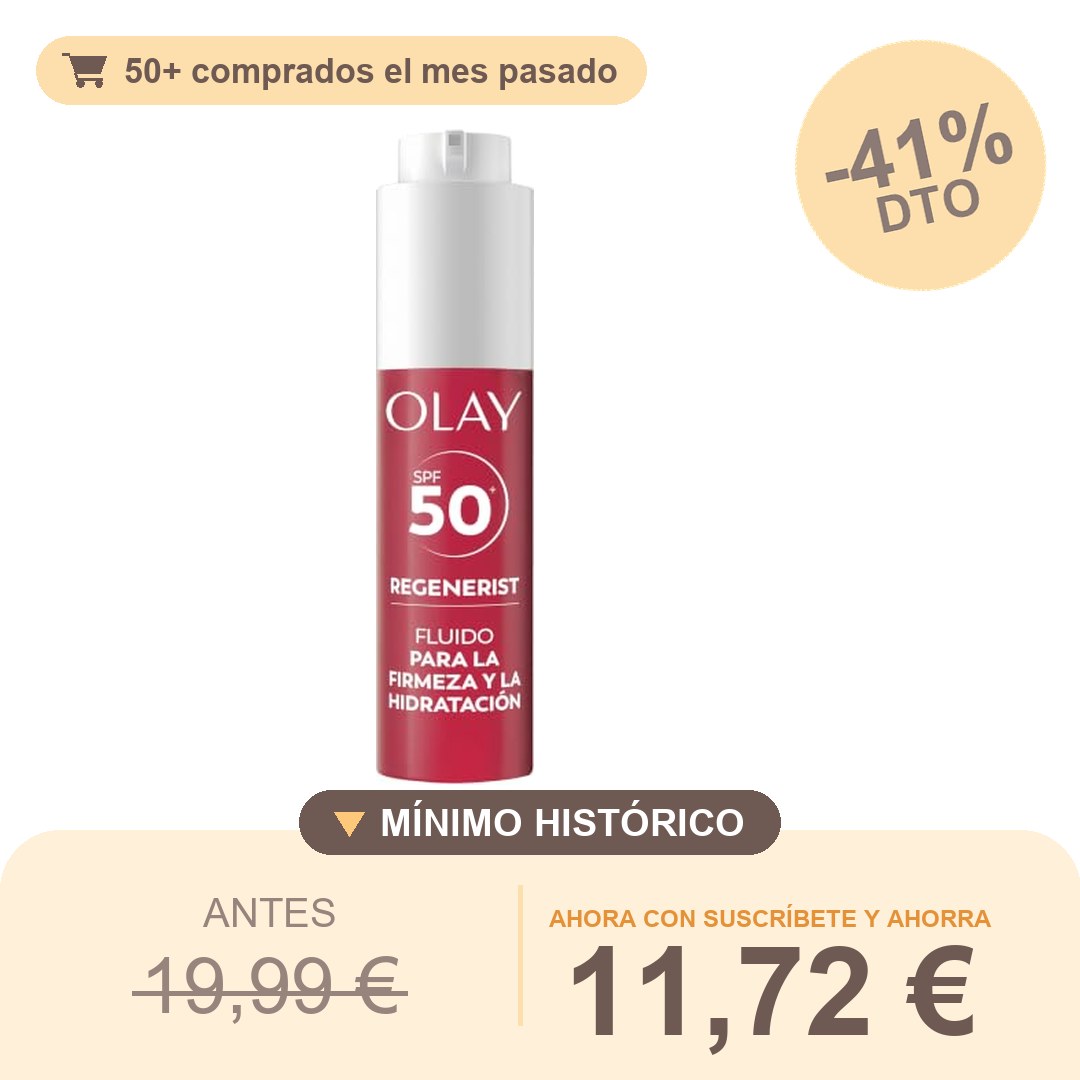 50+ comprados el mes pasado
-41%
DTO
OLAY
SPF
50+
REGENERIST
FLUIDO
PARA LA
FIRMEZA Y LA
HIDRATACIÓN
MÍNIMO HISTÓRICO
ANTES
19,99 €
AHORA CON SUSCRÍBETE Y AHORRA
11,72 €